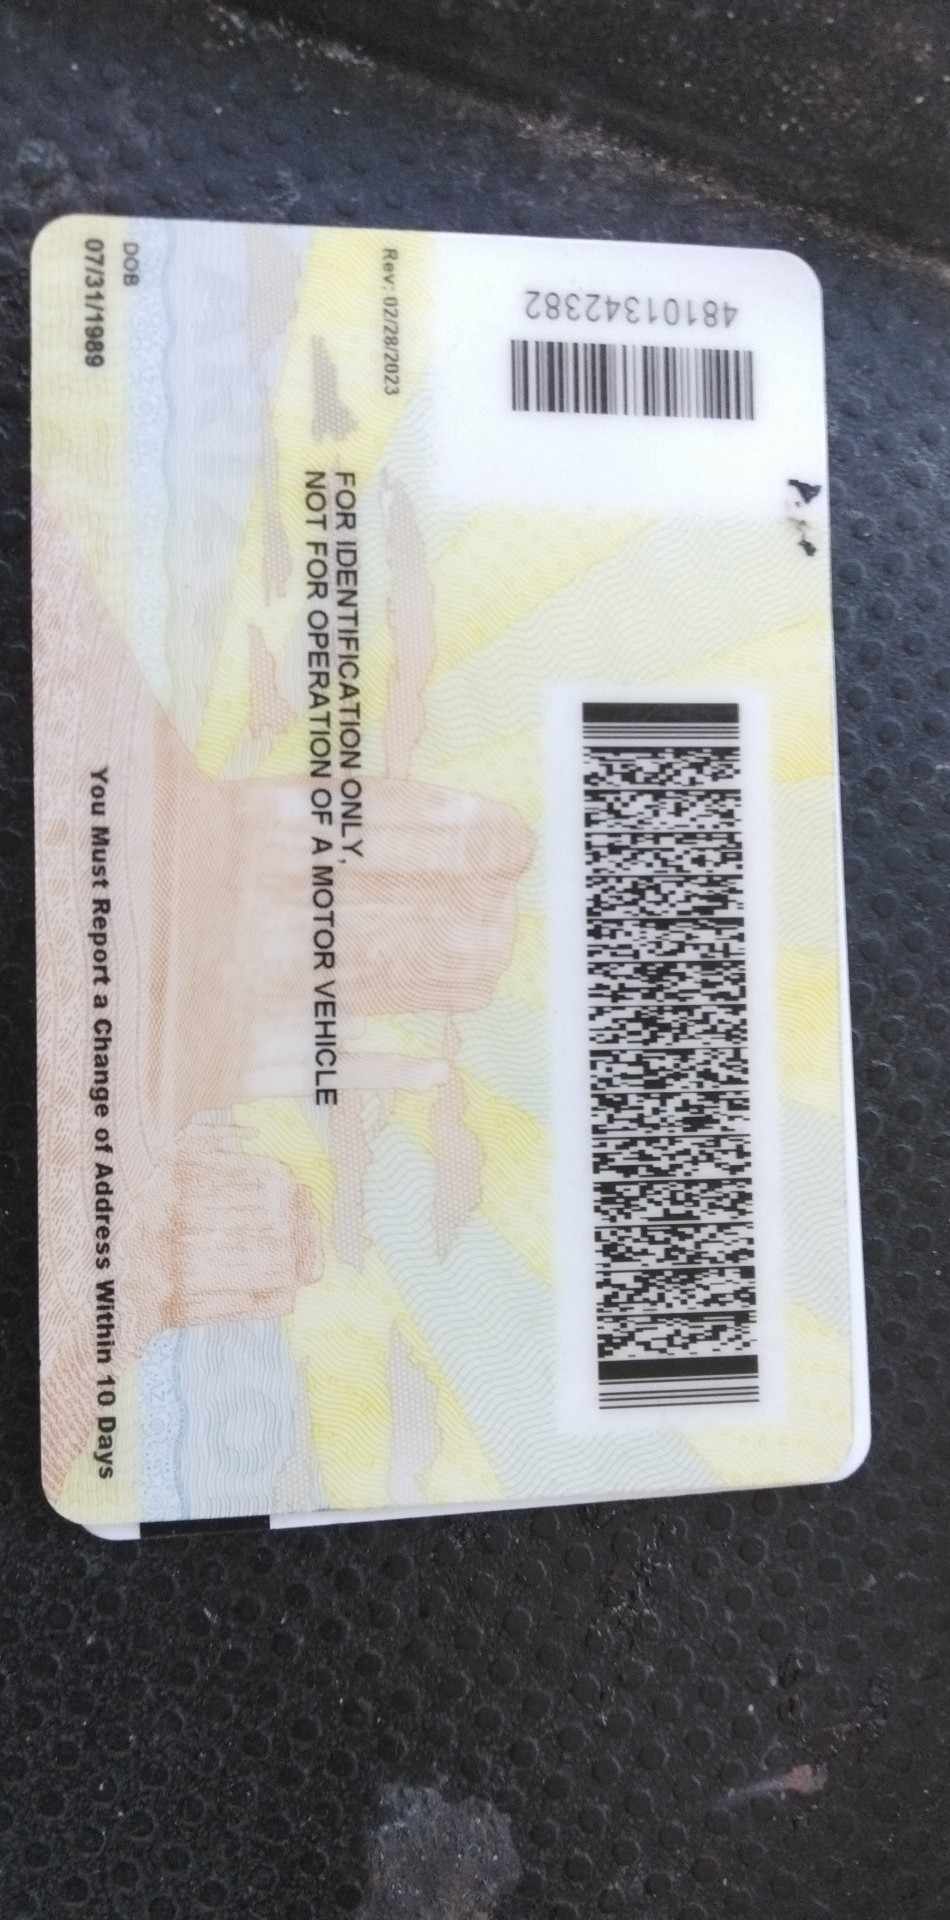 48101342382
Rev: 02/28/2023
FOR IDENTIFICATION ONLY,
NOT FOR OPERATION OF A MOTOR VEHICLE
DOB
07/31/1989
You Must Report a Change of Address Within 10 Days